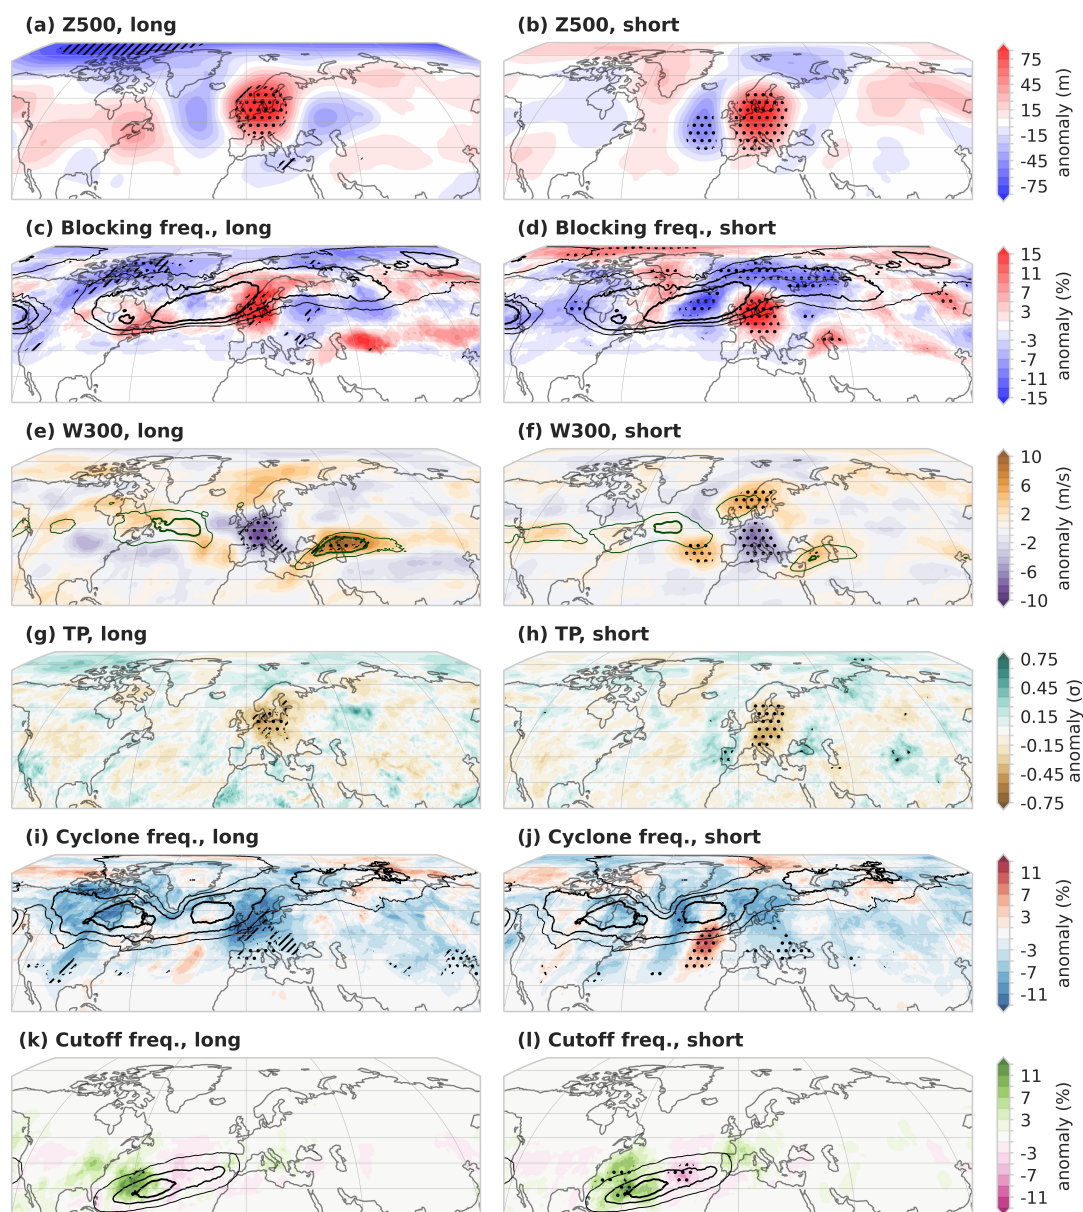 (a) Z500, long
(b) Z500, short
75
45
15
-15
-45
-75
anomaly (m)
(c) Blocking freq., long
(d) Blocking freq., short
15
11
7
3
-3
-7
-11
-15
anomaly (%)
(e) W300, long
(f) W300, short
10
6
2
-2
-6
-10
anomaly (m/s)
(g) TP, long
(h) TP, short
0.75
0.45
0.15
-0.15
-0.45
-0.75
anomaly (σ)
(i) Cyclone freq., long
(j) Cyclone freq., short
11
7
3
-3
-7
-11
anomaly (%)
(k) Cutoff freq., long
(l) Cutoff freq., short
11
7
3
-3
-7
-11
anomaly (%)